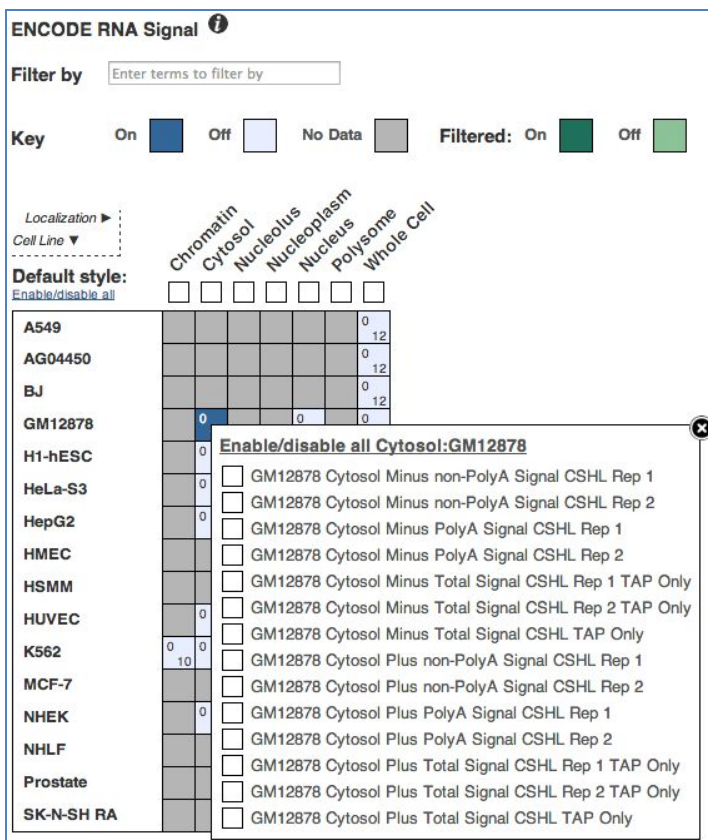 ENCODE RNA Signal i
Filter by Enter terms to filter by
Key On Off No Data Filtered: On Off
Localization ►
Cell Line ▼
Chromatin
Cytosol
Nucleolus
Nucleoplasm
Nucleus
Polysome
Whole Cell
Default style:
Enable/disable all
A549 0 12
AG04450 0 12
BJ 0 12
GM12878 0 0 0
H1-hESC 0
HeLa-S3 0
HepG2 0
HMEC
HSMM
HUVEC 0
K562 0 10 0
MCF-7
NHEK 0
NHLF
Prostate
SK-N-SH RA
Enable/disable all Cytosol:GM12878
GM12878 Cytosol Minus non-PolyA Signal CSHL Rep 1
GM12878 Cytosol Minus non-PolyA Signal CSHL Rep 2
GM12878 Cytosol Minus PolyA Signal CSHL Rep 1
GM12878 Cytosol Minus PolyA Signal CSHL Rep 2
GM12878 Cytosol Minus Total Signal CSHL Rep 1 TAP Only
GM12878 Cytosol Minus Total Signal CSHL Rep 2 TAP Only
GM12878 Cytosol Minus Total Signal CSHL TAP Only
GM12878 Cytosol Plus non-PolyA Signal CSHL Rep 1
GM12878 Cytosol Plus non-PolyA Signal CSHL Rep 2
GM12878 Cytosol Plus PolyA Signal CSHL Rep 1
GM12878 Cytosol Plus PolyA Signal CSHL Rep 2
GM12878 Cytosol Plus Total Signal CSHL Rep 1 TAP Only
GM12878 Cytosol Plus Total Signal CSHL Rep 2 TAP Only
GM12878 Cytosol Plus Total Signal CSHL TAP Only